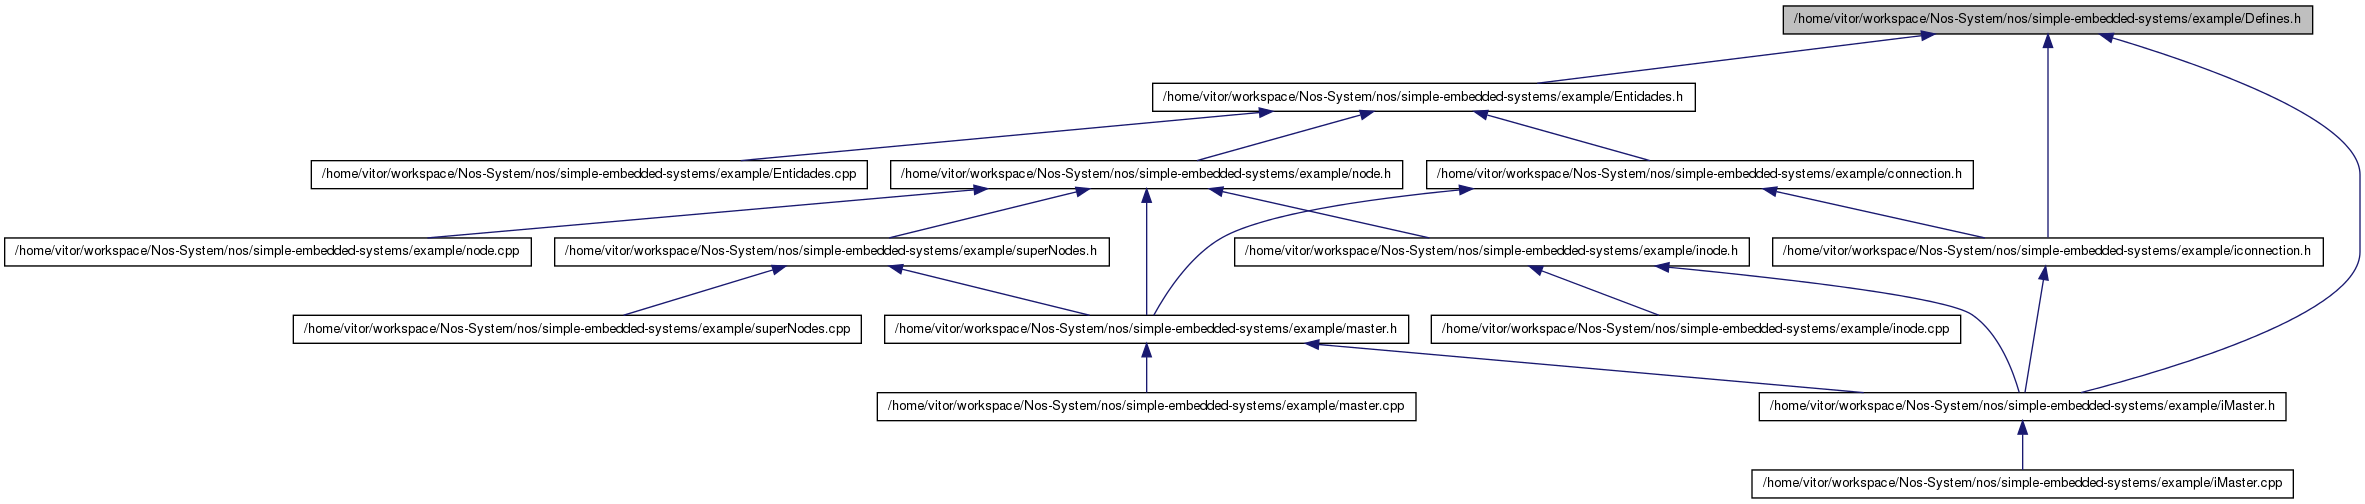 /home/vitor/workspace/Nos-System/nos/simple-embedded-systems/example/Defines.h
/home/vitor/workspace/Nos-System/nos/simple-embedded-systems/example/Entidades.h
/home/vitor/workspace/Nos-System/nos/simple-embedded-systems/example/Entidades.cpp
/home/vitor/workspace/Nos-System/nos/simple-embedded-systems/example/node.h
/home/vitor/workspace/Nos-System/nos/simple-embedded-systems/example/connection.h
/home/vitor/workspace/Nos-System/nos/simple-embedded-systems/example/node.cpp
/home/vitor/workspace/Nos-System/nos/simple-embedded-systems/example/superNodes.h
/home/vitor/workspace/Nos-System/nos/simple-embedded-systems/example/inode.h
/home/vitor/workspace/Nos-System/nos/simple-embedded-systems/example/iconnection.h
/home/vitor/workspace/Nos-System/nos/simple-embedded-systems/example/superNodes.cpp
/home/vitor/workspace/Nos-System/nos/simple-embedded-systems/example/master.h
/home/vitor/workspace/Nos-System/nos/simple-embedded-systems/example/inode.cpp
/home/vitor/workspace/Nos-System/nos/simple-embedded-systems/example/master.cpp
/home/vitor/workspace/Nos-System/nos/simple-embedded-systems/example/iMaster.h
/home/vitor/workspace/Nos-System/nos/simple-embedded-systems/example/iMaster.cpp